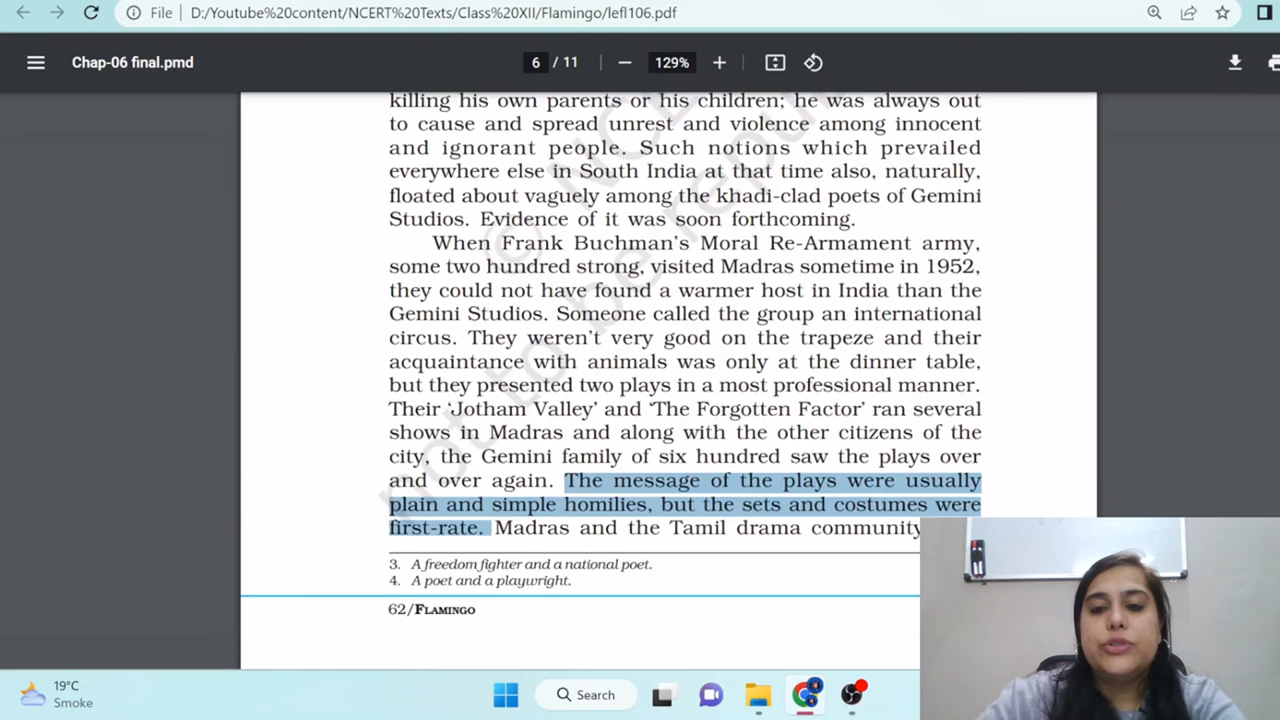 File | D:/Youtube%20content/NCERT%20Texts/Class%20XII/Flamingo/lefl106.pdf
Chap-06 final.pmd
6 / 11
129%
killing his own parents or his children; he was always out
to cause and spread unrest and violence among innocent
and ignorant people. Such notions which prevailed
everywhere else in South India at that time also, naturally,
floated about vaguely among the khadi-clad poets of Gemini
Studios. Evidence of it was soon forthcoming.
When Frank Buchman's Moral Re-Armament army,
some two hundred strong, visited Madras sometime in 1952,
they could not have found a warmer host in India than the
Gemini Studios. Someone called the group an international
circus. They weren't very good on the trapeze and their
acquaintance with animals was only at the dinner table,
but they presented two plays in a most professional manner.
Their 'Jotham Valley' and 'The Forgotten Factor' ran several
shows in Madras and along with the other citizens of the
city, the Gemini family of six hundred saw the plays over
and over again. The message of the plays were usually
plain and simple homilies, but the sets and costumes were
first-rate. Madras and the Tamil drama community
3. A freedom fighter and a national poet.
4. A poet and a playwright.
62/FLAMINGO
19°C
Smoke
Search